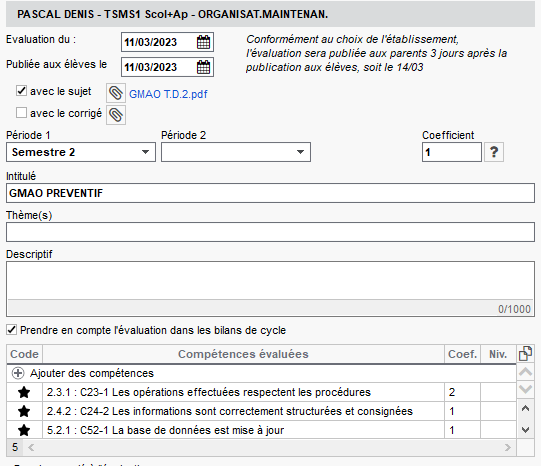 PASCAL DENIS - TSMS1 Scol+Ap - ORGANISAT.MAINTENAN.
Evaluation du : 11/03/2023
Conformément au choix de l'établissement,
l'évaluation sera publiée aux parents 3 jours après la
publication aux élèves, soit le 14/03
Publiée aux élèves le 11/03/2023
avec le sujet GMAO T.D.2.pdf
avec le corrigé
Période 1 Période 2 Coefficient
Semestre 2 1 ?
Intitulé
GMAO PREVENTIF
Thème(s)
Descriptif
0/1000
Prendre en compte l'évaluation dans les bilans de cycle
Code Compétences évaluées Coef. Niv.
Ajouter des compétences
2.3.1 : C23-1 Les opérations effectuées respectent les procédures 2
2.4.2 : C24-2 Les informations sont correctement structurées et consignées 1
5.2.1 : C52-1 La base de données est mise à jour 1
5